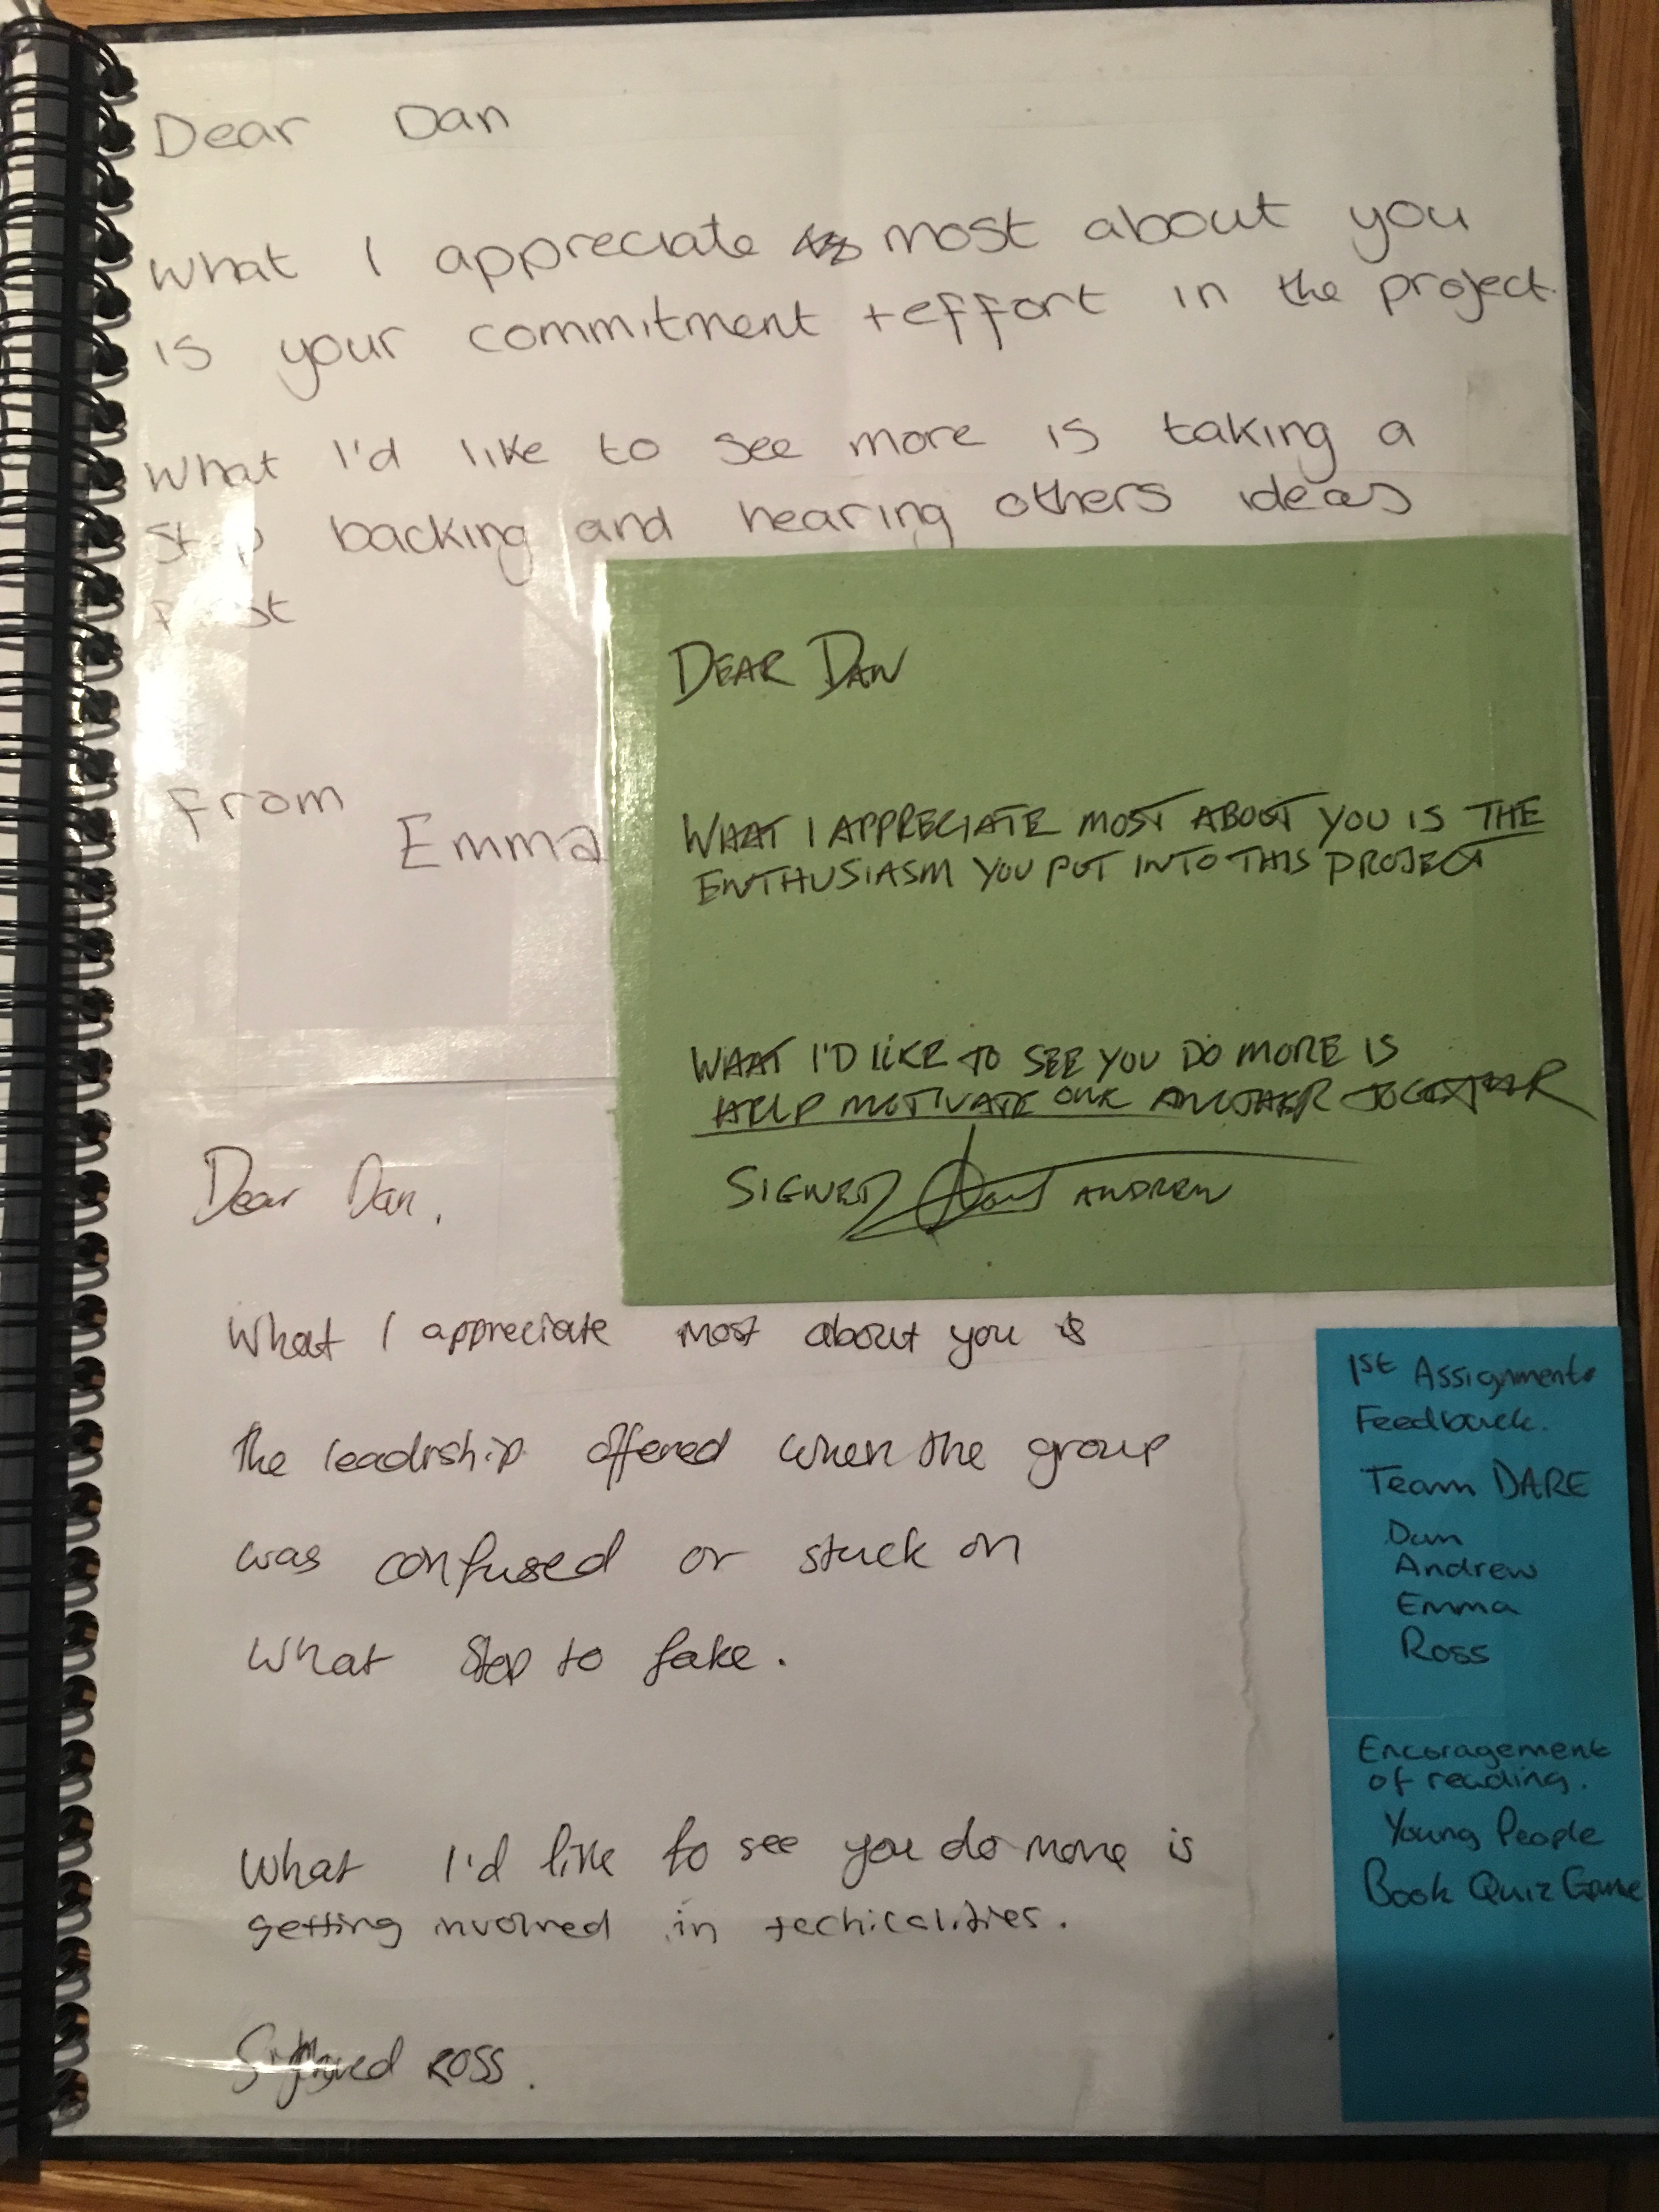 Dear Dan
What I appreciate most about you
is your commitment + effort in the project.
What I'd like to see more is taking a
step backing and hearing others ideas
first
From
Emma
DEAR DAN
WHAT I APPRECIATE MOST ABOUT YOU IS THE
ENTHUSIASM YOU PUT INTO THIS PROJECT
WHAT I'D LIKE TO SEE YOU DO MORE IS
HELP MOTIVATE ONE ANOTHER TOGETHER
SIGNED ANDREW
Dear Dan,
What I appreciate most about you is
the leadrship offered when the group
was confused or stuck on
what step to take.
What I'd like to see you do more is
getting involved in techicalities.
Signed ROSS.
1st Assignment
Feedback.
Team DARE
Dan
Andrew
Emma
Ross
Encoragement
of reading.
Young People
Book Quiz Game